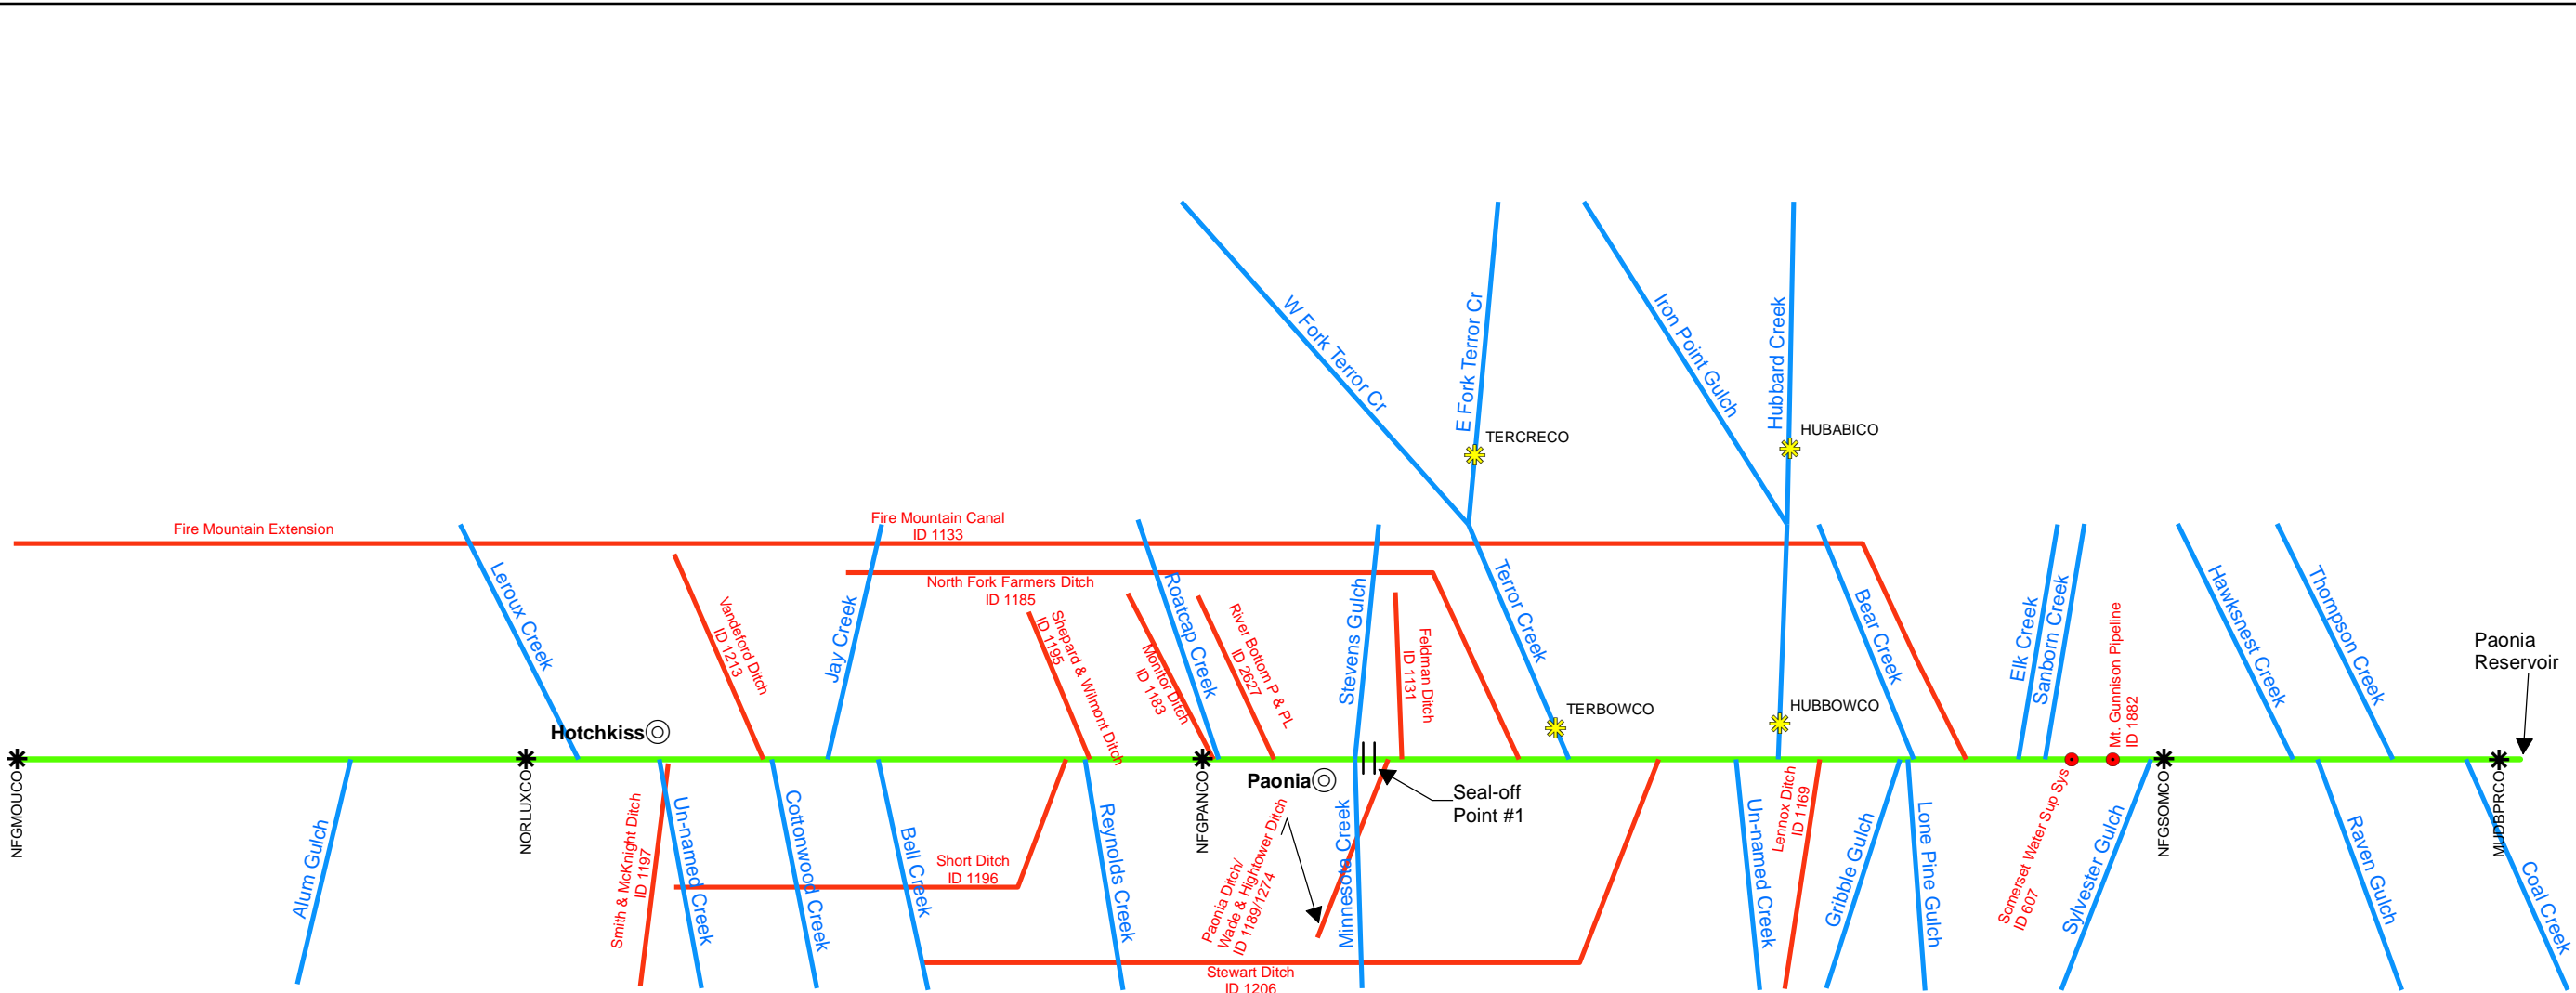 W Fork Terror Cr
E Fork Terror Cr
Iron Point Gulch
Hubbard Creek
TERCRECO
HUBABICO
Fire Mountain Extension
Fire Mountain Canal
ID 1133
Leroux Creek
Vandeford Ditch
ID 1213
Jay Creek
North Fork Farmers Ditch
ID 1185
Shepard & Wilmont Ditch
ID 1195
Monitor Ditch
ID 1183
Roatcap Creek
River Bottom P & PL
ID 2627
Stevens Gulch
Feldman Ditch
ID 1131
Terror Creek
TERBOWCO
HUBBOWCO
Bear Creek
Elk Creek
Sanborn Creek
Mt. Gunnison Pipeline
ID 1882
Hawksnest Creek
Thompson Creek
Paonia
Reservoir
Hotchkiss
Paonia
Seal-off
Point #1
NFGMOUCO
NORLUXCO
NFGPANCO
NFGSOMCO
MUDBPRCO
Alum Gulch
Smith & McKnight Ditch
ID 1197
Un-named Creek
Cottonwood Creek
Bell Creek
Short Ditch
ID 1196
Reynolds Creek
Paonia Ditch/
Wade & Hightower Ditch
ID 1189/1274
Minnesota Creek
Stewart Ditch
ID 1206
Un-named Creek
Lennox Ditch
ID 1169
Gribble Gulch
Lone Pine Gulch
Somerset Water Sup Sys
ID 607
Sylvester Gulch
Raven Gulch
Coal Creek